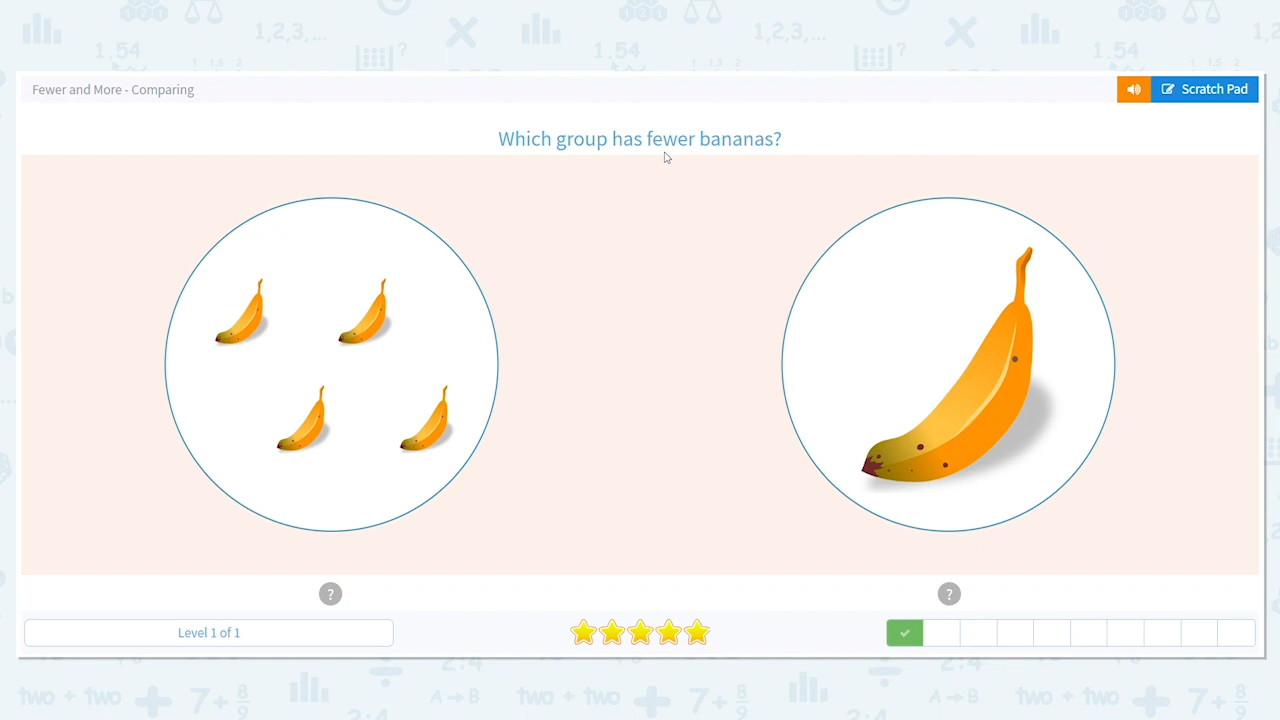 Fewer and More - Comparing
Scratch Pad
Which group has fewer bananas?
?
?
Level 1 of 1